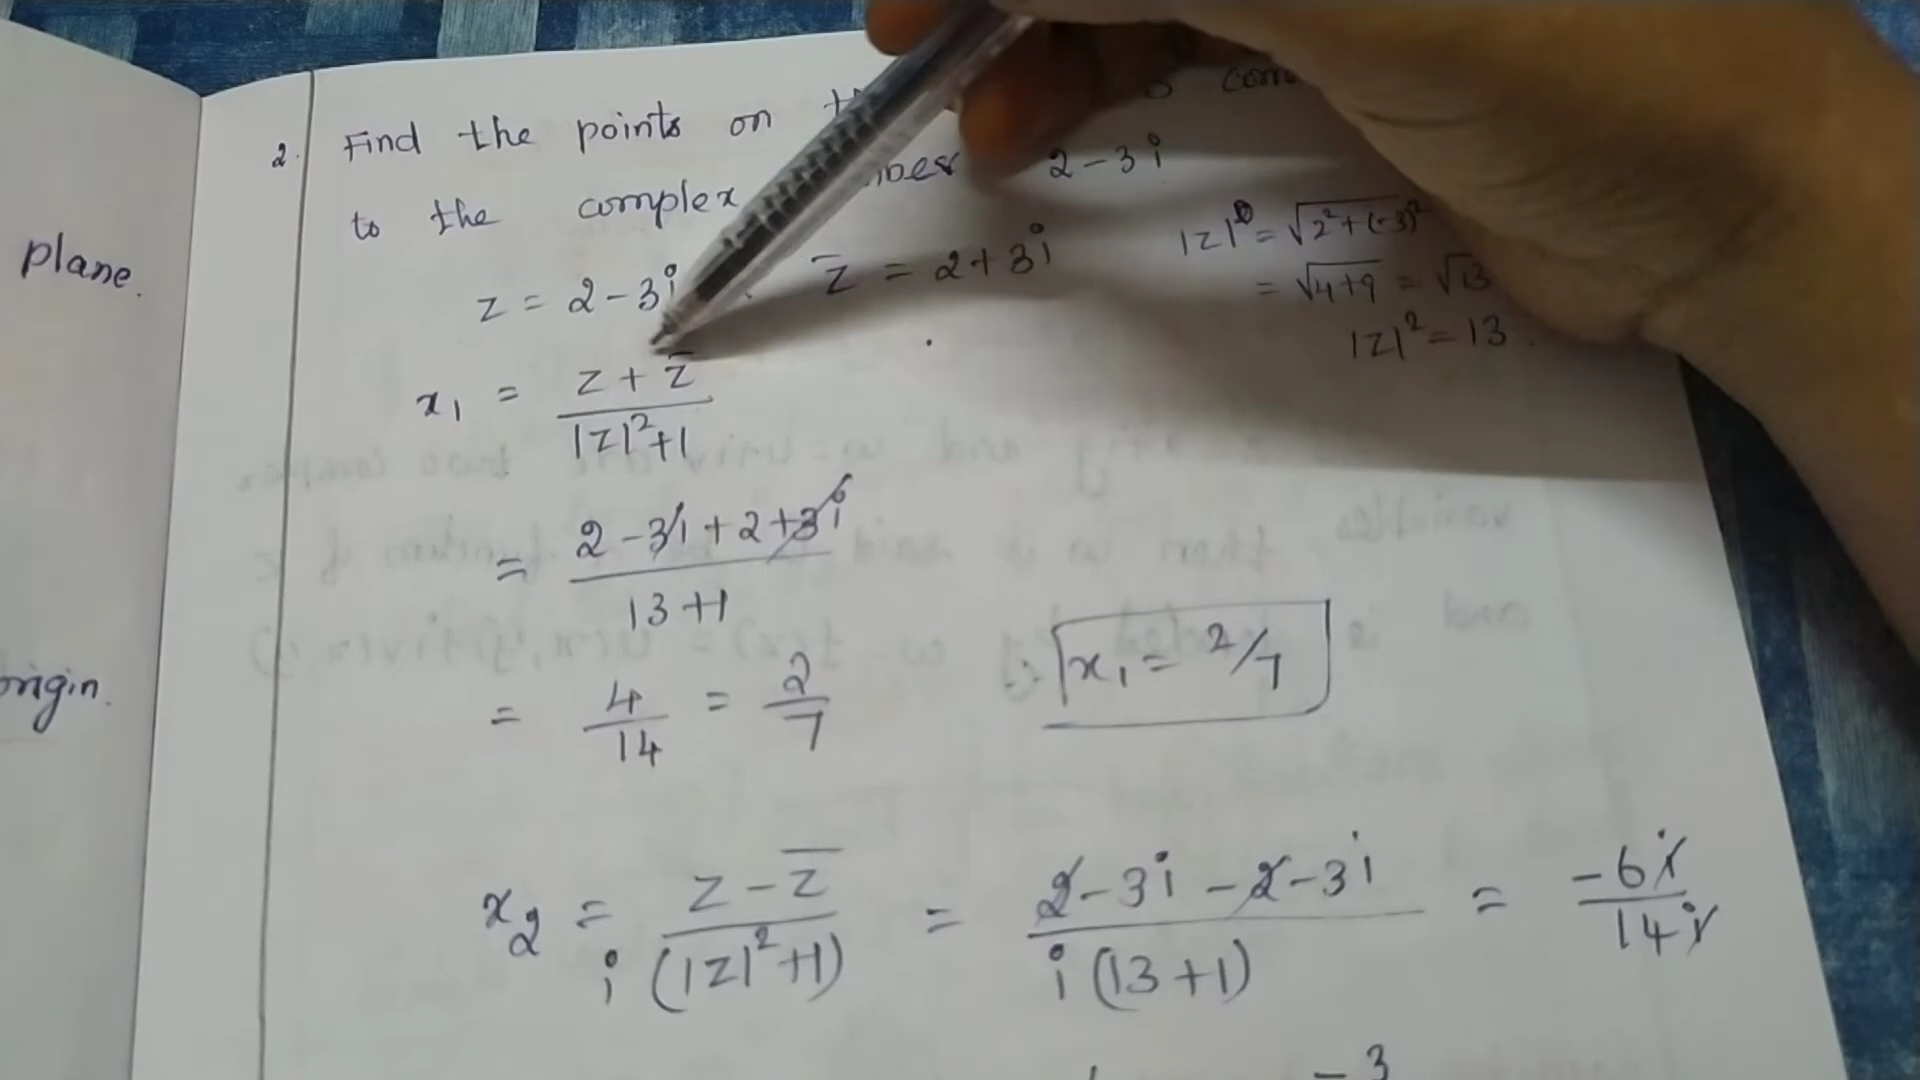 plane.
origin.
2. Find the points on
to the complex 2-3i
z = 2-3i z̄ = 2+3i
|z| = √2²+(-3)²
= √4+9 = √13
|z|² = 13.
x₁ = z + z̄ / |z|²+1
= 2-3i+2+3i / 13+1
= 4/14 = 2/7
∴ x₁ = 2/7
x₂ = z - z̄ / i(|z|²+1) = 2-3i-2-3i / i(13+1) = -6i / 14i
-3